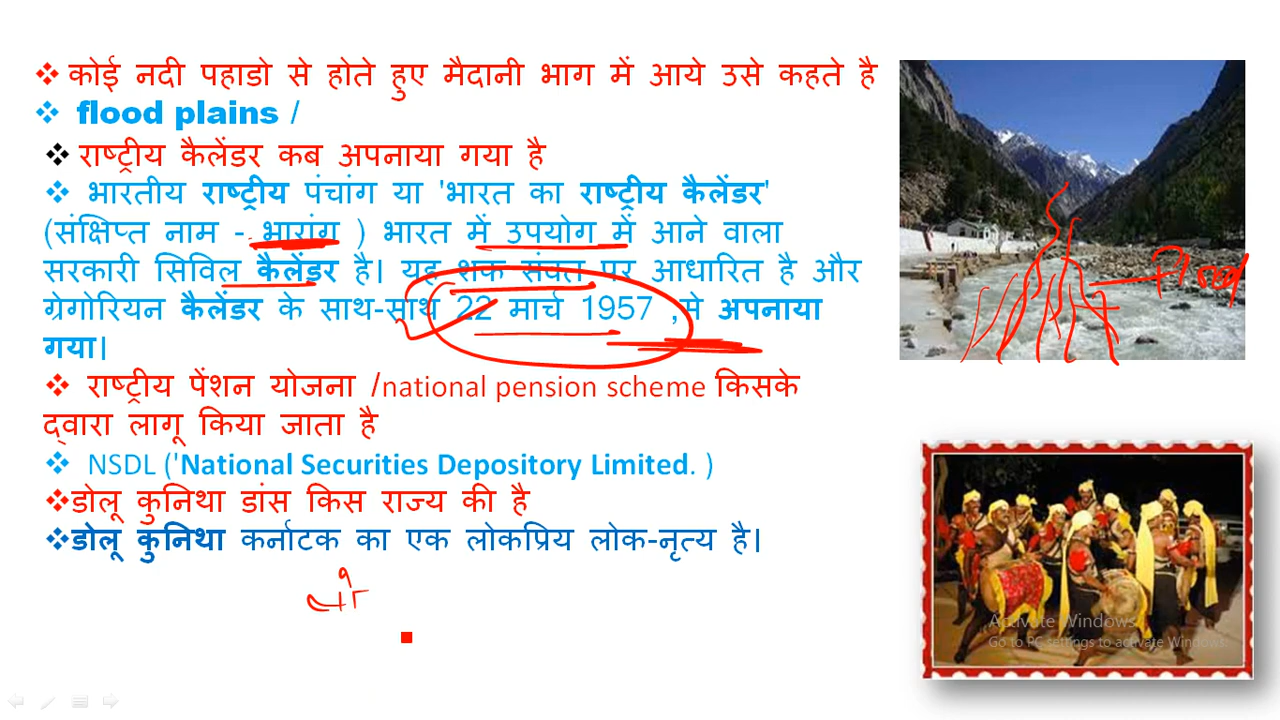 ❖ कोई नदी पहाडो से होते हुए मैदानी भाग में आये उसे कहते है
❖ flood plains /
❖ राष्ट्रीय कैलेंडर कब अपनाया गया है
❖ भारतीय राष्ट्रीय पंचांग या 'भारत का राष्ट्रीय कैलेंडर'
(संक्षिप्त नाम - भारांग ) भारत में उपयोग में आने वाला
सरकारी सिविल कैलेंडर है। यह शक संवत पर आधारित है और
ग्रेगोरियन कैलेंडर के साथ-साथ 22 मार्च 1957 ,से अपनाया
गया।
❖ राष्ट्रीय पेंशन योजना /national pension scheme किसके
द्वारा लागू किया जाता है
❖ NSDL ('National Securities Depository Limited. )
❖डोलू कुनिथा डांस किस राज्य की है
❖डोलू कुनिथा कर्नाटक का एक लोकप्रिय लोक-नृत्य है।
Activate Windows
Go to PC settings to activate Windows.